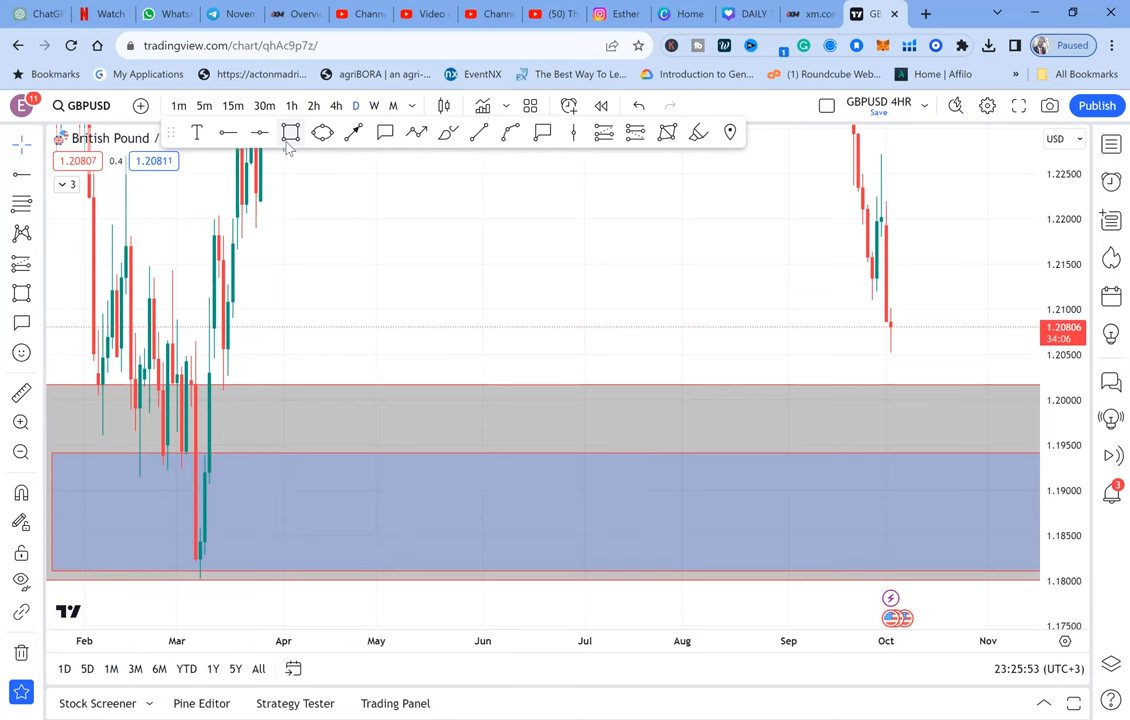 ChatGP
Watch
Whats
Novem
Overvi
Chann
Video
Chann
(50) Th
Esther
Home
DAILY
xm.cor
GB
tradingview.com/chart/qhAc9p7z/
Paused
Bookmarks
My Applications
https://actonmadri...
agriBORA | an agri-...
EventNX
The Best Way To Le...
Introduction to Gen...
(1) Roundcube Web...
Home | Affilo
»
All Bookmarks
E 11
GBPUSD
1m 5m 15m 30m 1h 2h 4h D W M
GBPUSD 4HR
Save
Publish
British Pound /
USD
1.20807 0.4 1.20811
3
1.22500
1.22000
1.21500
1.21000
1.20806
34:06
1.20500
1.20000
1.19500
1.19000
1.18500
1.18000
1.17500
3
Feb Mar Apr May Jun Jul Aug Sep Oct Nov
1D 5D 1M 3M 6M YTD 1Y 5Y All
23:25:53 (UTC+3)
Stock Screener
Pine Editor
Strategy Tester
Trading Panel